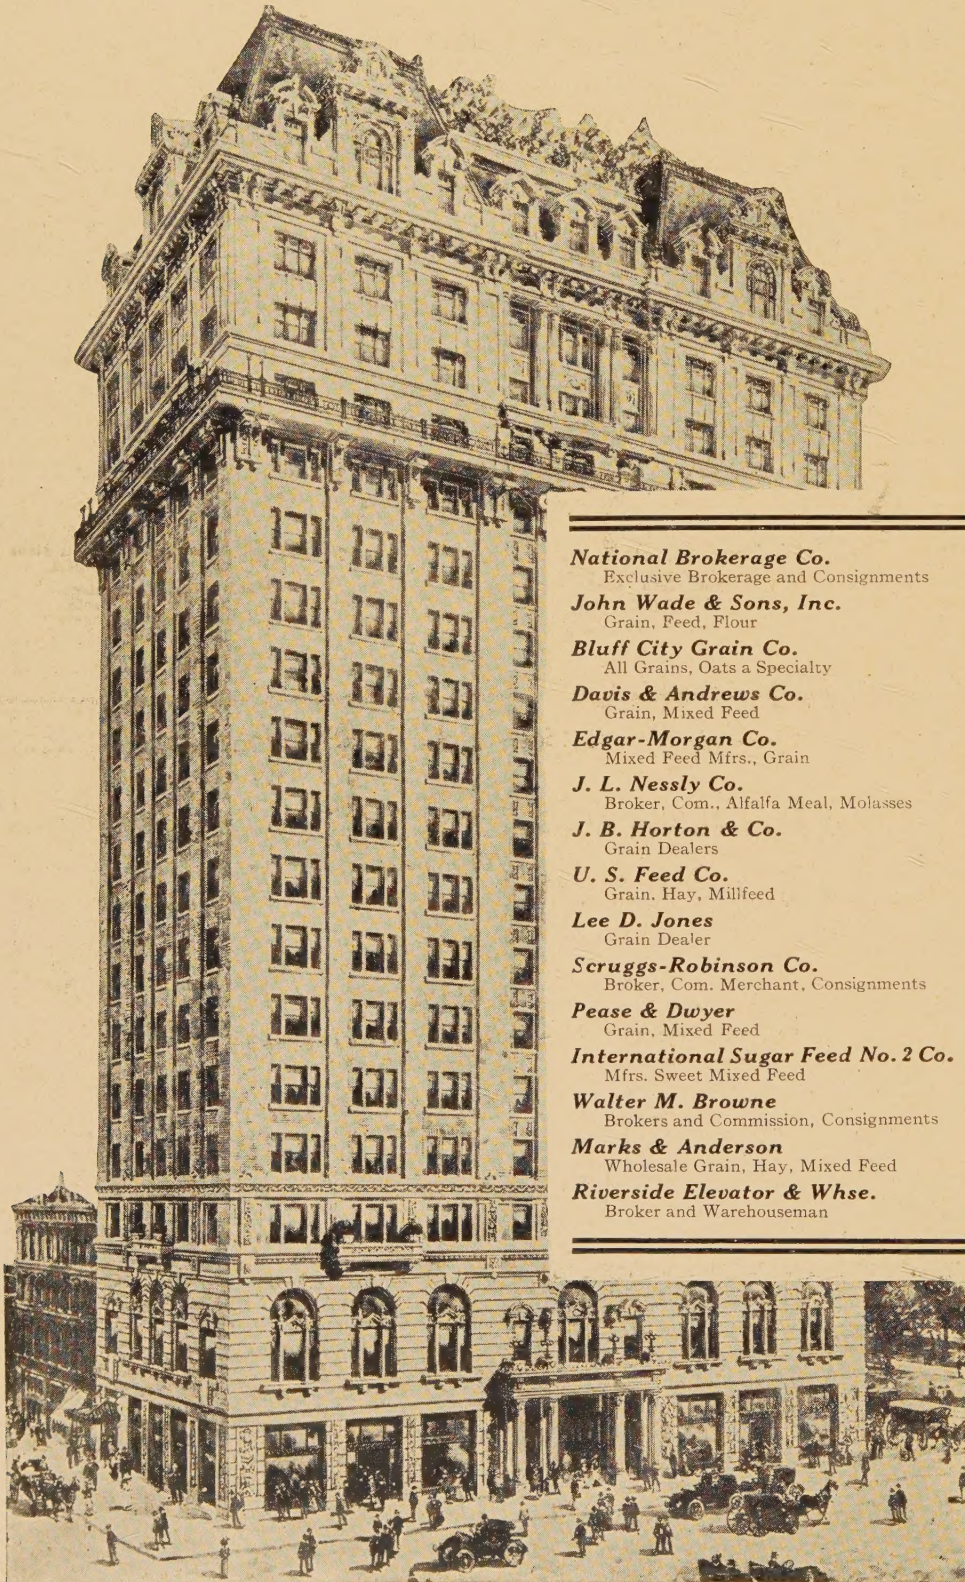 National Brokerage Co.
Exclusive Brokerage and Consignments
John Wade & Sons, Inc.
Grain, Feed, Flour
Bluff City Grain Co.
All Grains, Oats a Specialty
Davis & Andrews Co.
Grain, Mixed Feed
Edgar-Morgan Co.
Mixed Feed Mfrs., Grain
J. L. Nessly Co.
Broker, Com., Alfalfa Meal, Molasses
J. B. Horton & Co.
Grain Dealers
U. S. Feed Co.
Grain, Hay, Millfeed
Lee D. Jones
Grain Dealer
Scruggs-Robinson Co.
Broker, Com. Merchant, Consignments
Pease & Dwyer
Grain, Mixed Feed
International Sugar Feed No. 2 Co.
Mfrs. Sweet Mixed Feed
Walter M. Browne
Brokers and Commission, Consignments
Marks & Anderson
Wholesale Grain, Hay, Mixed Feed
Riverside Elevator & Whse.
Broker and Warehouseman